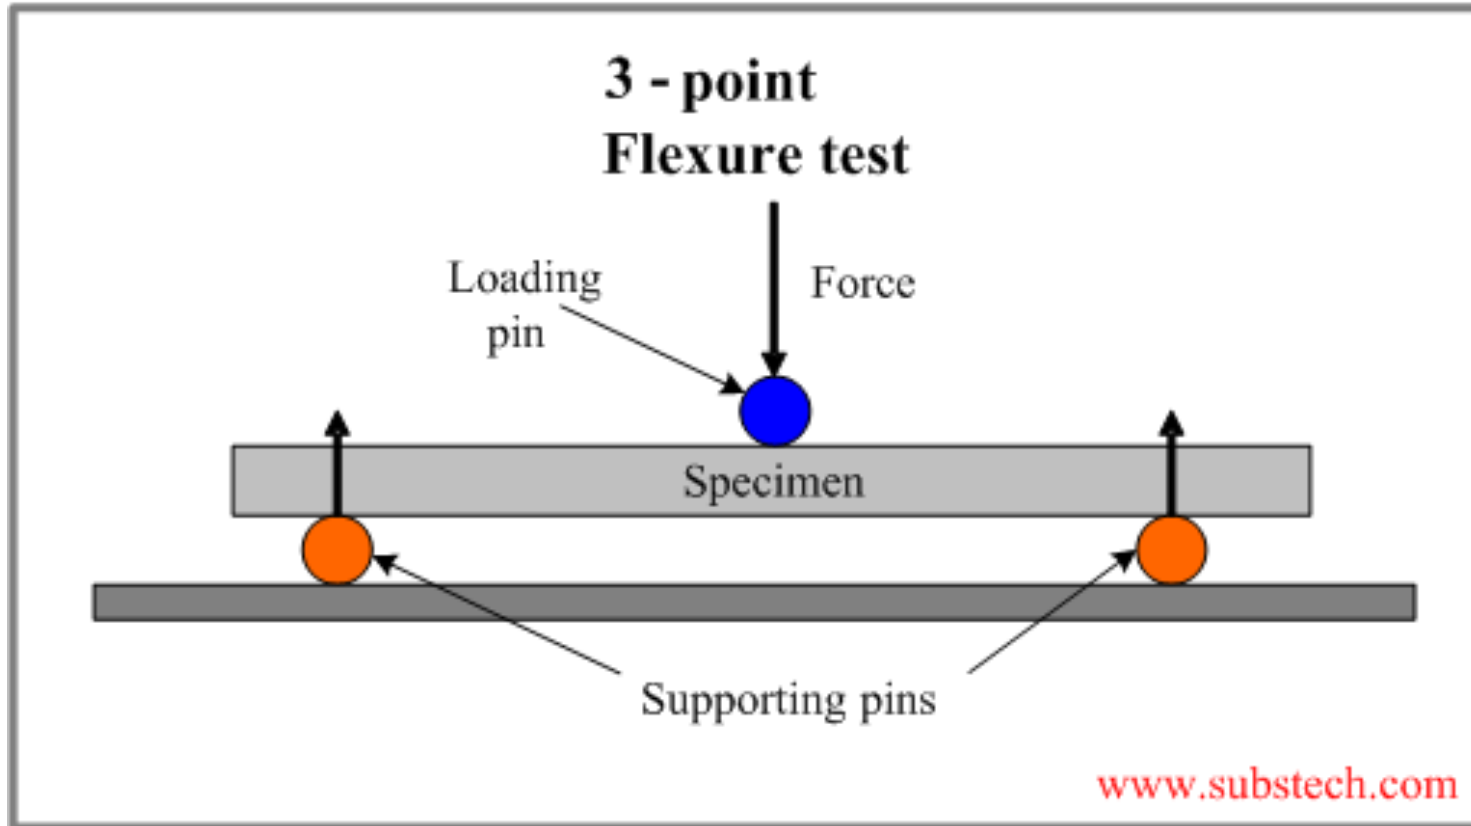 3 - point
Flexure test
Loading
pin
Force
Specimen
Supporting pins
www.substech.com